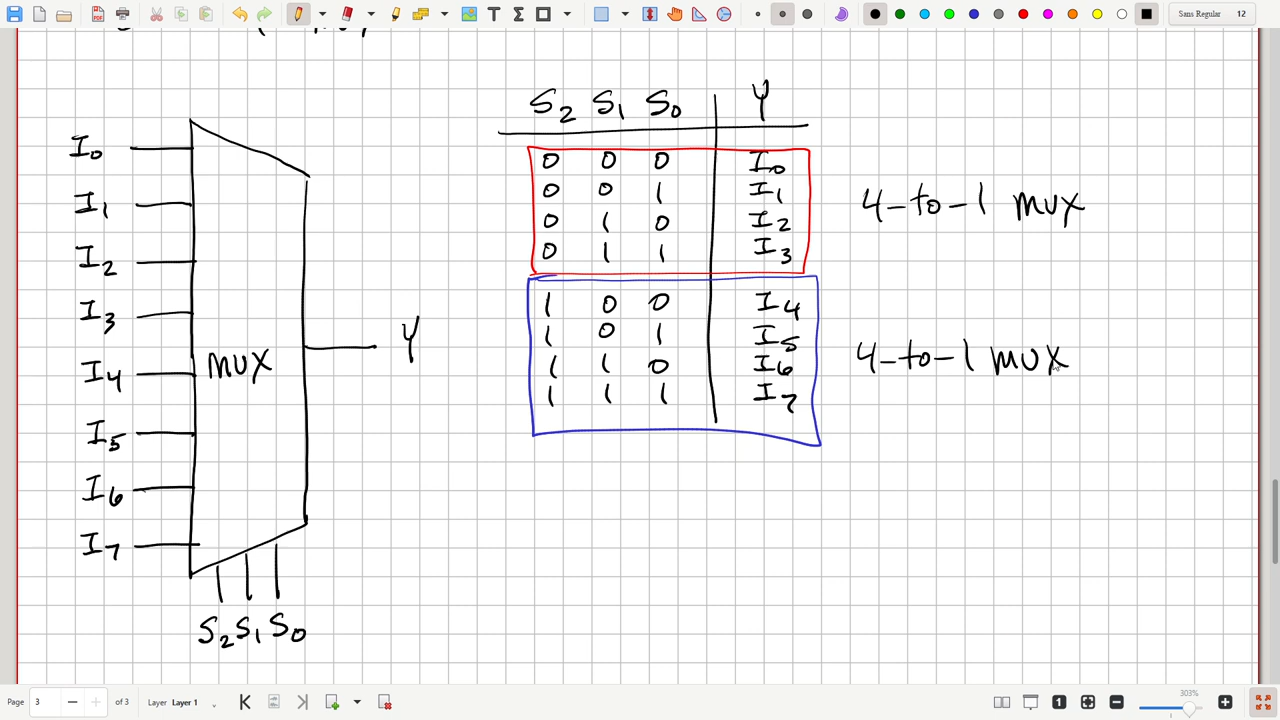 Sans Regular 12
I0
I1
I2
I3
I4
I5
I6
I7
MUX
Y
S2 S1 S0
S2 S1 S0 Y
0 0 0 I0
0 0 1 I1
0 1 0 I2
0 1 1 I3
4-to-1 MUX
1 0 0 I4
1 0 1 I5
1 1 0 I6
1 1 1 I7
4-to-1 MUX
Page 3 of 3 Layer Layer 1
303%